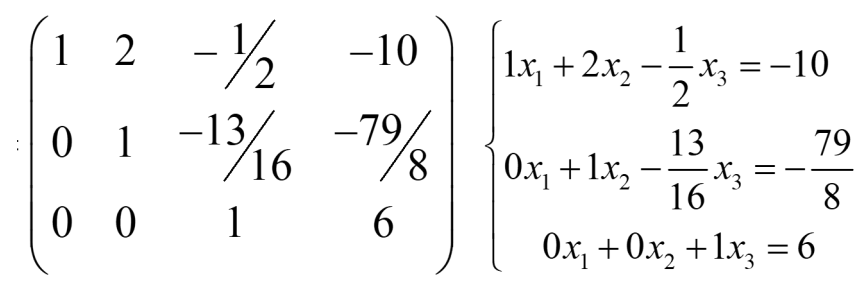 1 2 -1/2 -10
0 1 -13/16 -79/8
0 0 1 6
1x₁ + 2x₂ - 1/2 x₃ = -10
0x₁ + 1x₂ - 13/16 x₃ = -79/8
0x₁ + 0x₂ + 1x₃ = 6